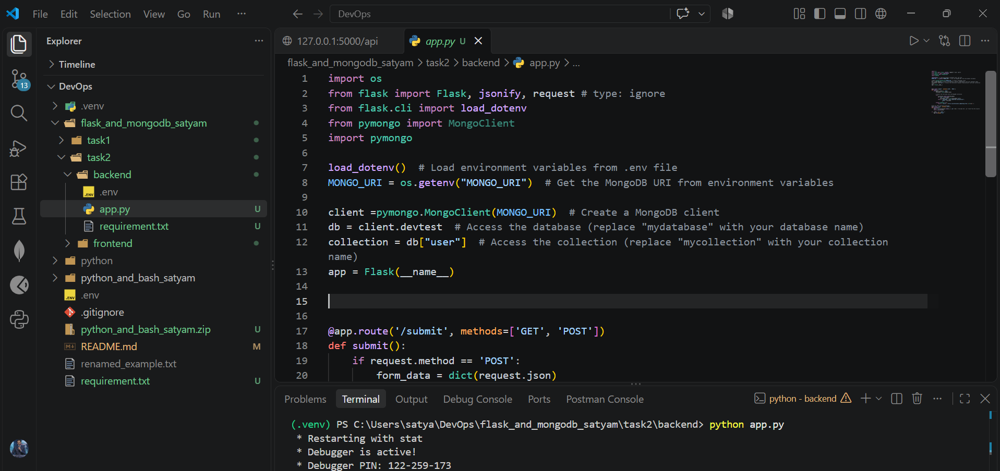 File Edit Selection View Go Run ...
DevOps
Explorer ...
Timeline
DevOps
.venv
flask_and_mongodb_satyam
task1
task2
backend
.env
app.py U
requirement.txt U
frontend
python
python_and_bash_satyam
.env
.gitignore
python_and_bash_satyam.zip U
README.md M
renamed_example.txt
requirement.txt U
13
127.0.0.1:5000/api
app.py U
flask_and_mongodb_satyam > task2 > backend > app.py > ...
1 import os
2 from flask import Flask, jsonify, request # type: ignore
3 from flask.cli import load_dotenv
4 from pymongo import MongoClient
5 import pymongo
6
7 load_dotenv()  # Load environment variables from .env file
8 MONGO_URI = os.getenv("MONGO_URI")  # Get the MongoDB URI from environment variables
9
10 client =pymongo.MongoClient(MONGO_URI)  # Create a MongoDB client
11 db = client.devtest  # Access the database (replace "mydatabase" with your database name)
12 collection = db["user"]  # Access the collection (replace "mycollection" with your collection
name)
13 app = Flask(__name__)
14
15
16
17 @app.route('/submit', methods=['GET', 'POST'])
18 def submit():
19     if request.method == 'POST':
20         form_data = dict(request.json)
Problems Terminal Output Debug Console Ports Postman Console
python - backend
(.venv) PS C:\Users\satya\DevOps\flask_and_mongodb_satyam\task2\backend> python app.py
* Restarting with stat
* Debugger is active!
* Debugger PIN: 122-259-173